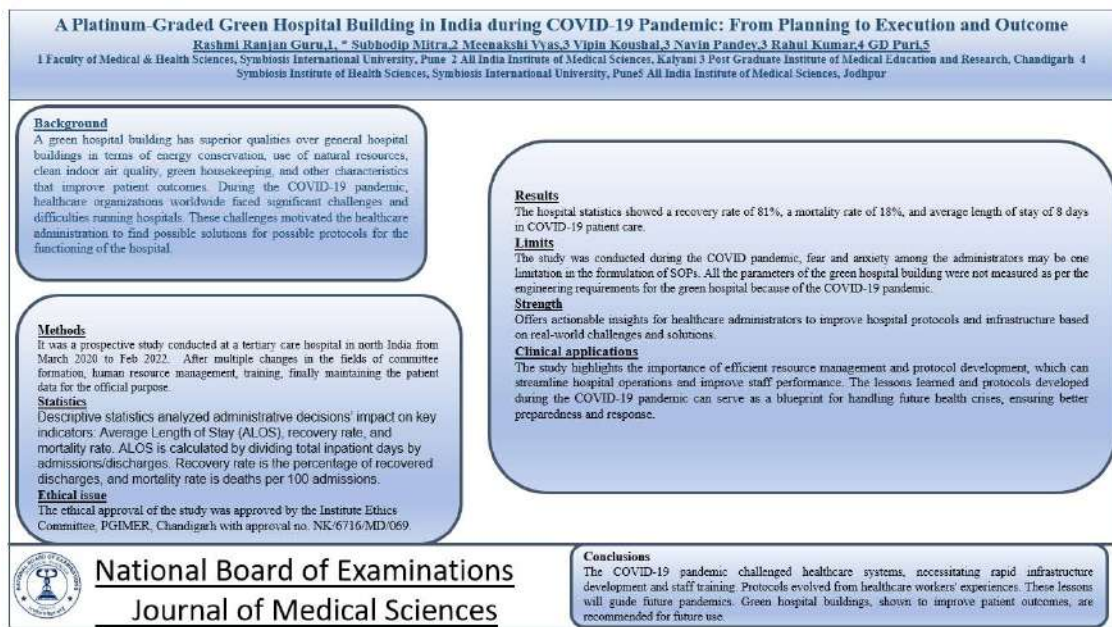 A Platinum-Graded Green Hospital Building in India during COVID-19 Pandemic: From Planning to Execution and Outcome
Rashmi Ranjan Guru,1, * Subhodip Mitra,2 Meenakshi Vyas,3 Vipin Koushal,3 Navin Pandey,3 Rahul Kumar,4 GD Puri,5
1 Faculty of Medical & Health Sciences, Symbiosis International University, Pune 2 All India Institute of Medical Sciences, Kalyani 3 Post Graduate Institute of Medical Education and Research, Chandigarh 4
Symbiosis Institute of Health Sciences, Symbiosis International University, Pune5 All India Institute of Medical Sciences, Jodhpur
Background
A green hospital building has superior qualities over general hospital
buildings in terms of energy conservation, use of natural resources,
clean indoor air quality, green housekeeping, and other characteristics
that improve patient outcomes. During the COVID-19 pandemic,
healthcare organizations worldwide faced significant challenges and
difficulties running hospitals. These challenges motivated the healthcare
administration to find possible solutions for possible protocols for the
functioning of the hospital.
Methods
It was a prospective study conducted at a tertiary care hospital in north India from
March 2020 to Feb 2022. After multiple changes in the fields of committee
formation, human resource management, training, finally maintaining the patient
data for the official purpose.
Statistics
Descriptive statistics analyzed administrative decisions' impact on key
indicators: Average Length of Stay (ALOS), recovery rate, and
mortality rate. ALOS is calculated by dividing total inpatient days by
admissions/discharges. Recovery rate is the percentage of recovered
discharges, and mortality rate is deaths per 100 admissions.
Ethical issue
The ethical approval of the study was approved by the Institute Ethics
Committee, PGIMER, Chandigarh with approval no. NK/6716/MD/069.
Results
The hospital statistics showed a recovery rate of 81%, a mortality rate of 18%, and average length of stay of 8 days
in COVID-19 patient care.
Limits
The study was conducted during the COVID pandemic, fear and anxiety among the administrators may be one
limitation in the formulation of SOPs. All the parameters of the green hospital building were not measured as per the
engineering requirements for the green hospital because of the COVID-19 pandemic.
Strength
Offers actionable insights for healthcare administrators to improve hospital protocols and infrastructure based
on real-world challenges and solutions.
Clinical applications
The study highlights the importance of efficient resource management and protocol development, which can
streamline hospital operations and improve staff performance. The lessons learned and protocols developed
during the COVID-19 pandemic can serve as a blueprint for handling future health crises, ensuring better
preparedness and response.
National Board of Examinations
Journal of Medical Sciences
Conclusions
The COVID-19 pandemic challenged healthcare systems, necessitating rapid infrastructure
development and staff training. Protocols evolved from healthcare workers' experiences. These lessons
will guide future pandemics. Green hospital buildings, shown to improve patient outcomes, are
recommended for future use.